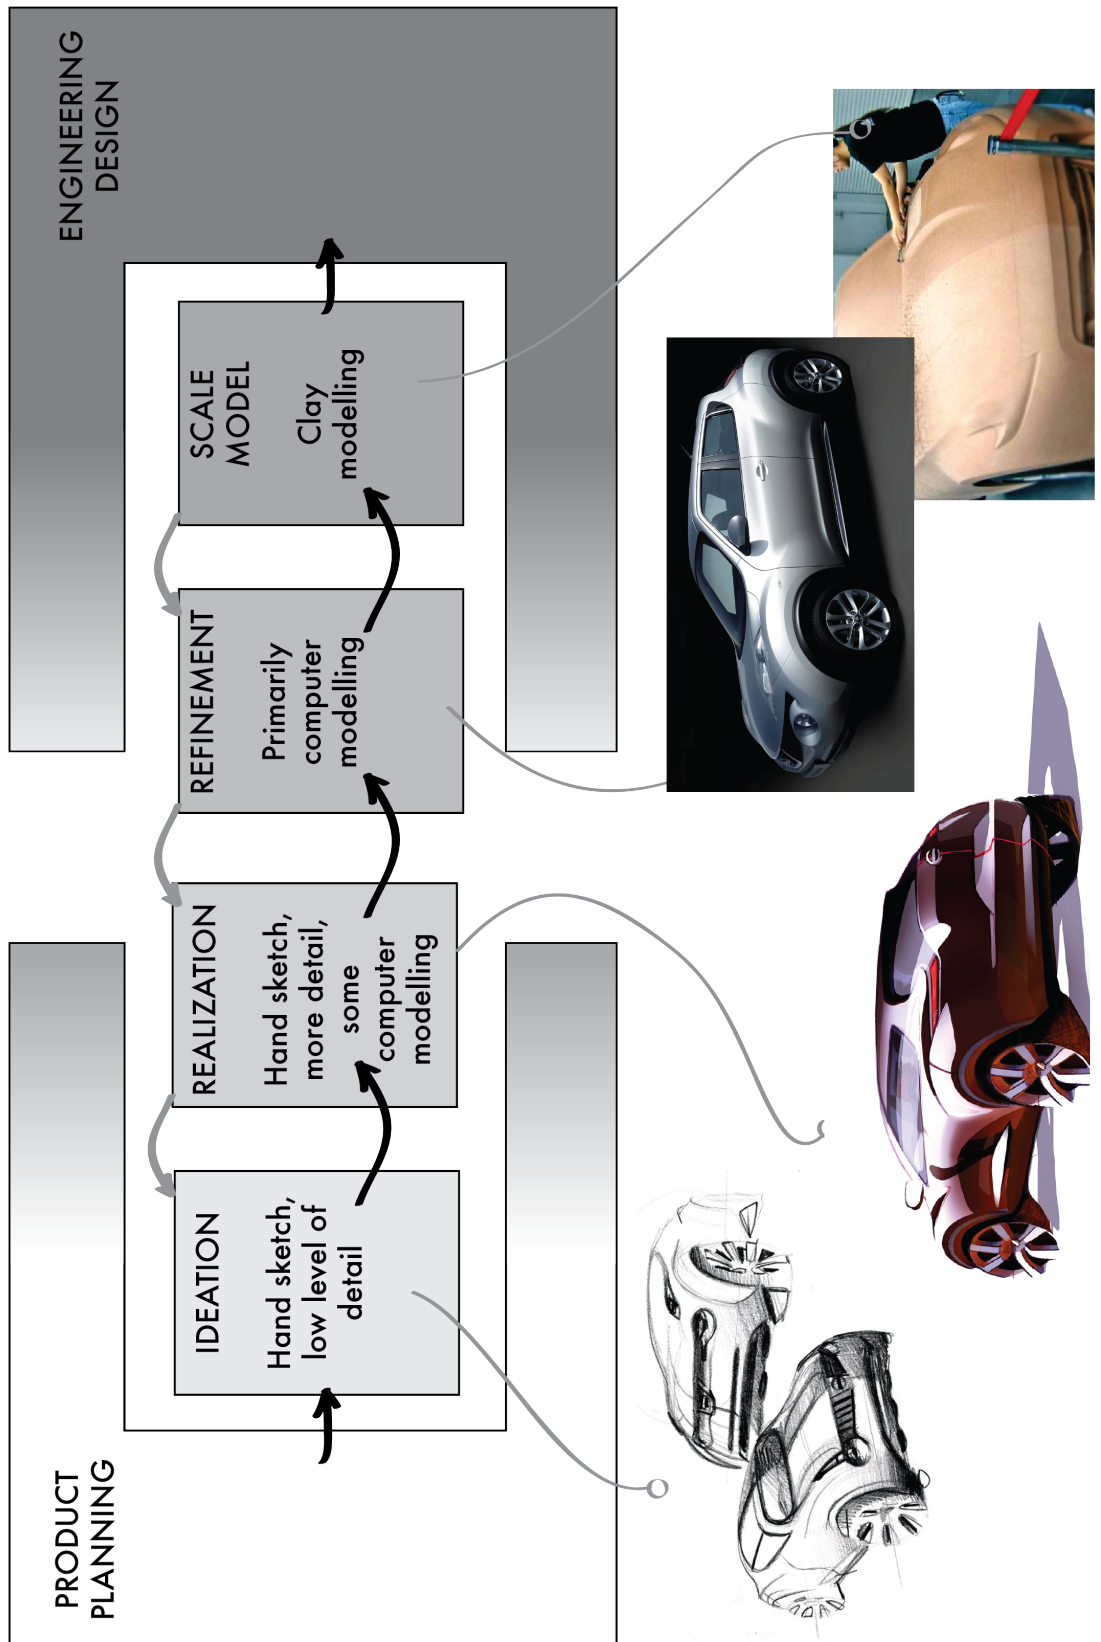 PRODUCT
PLANNING
IDEATION
Hand sketch,
low level of
detail
REALIZATION
Hand sketch,
more detail,
some
computer
modelling
REFINEMENT
Primarily
computer
modelling
SCALE
MODEL
Clay
modelling
ENGINEERING
DESIGN